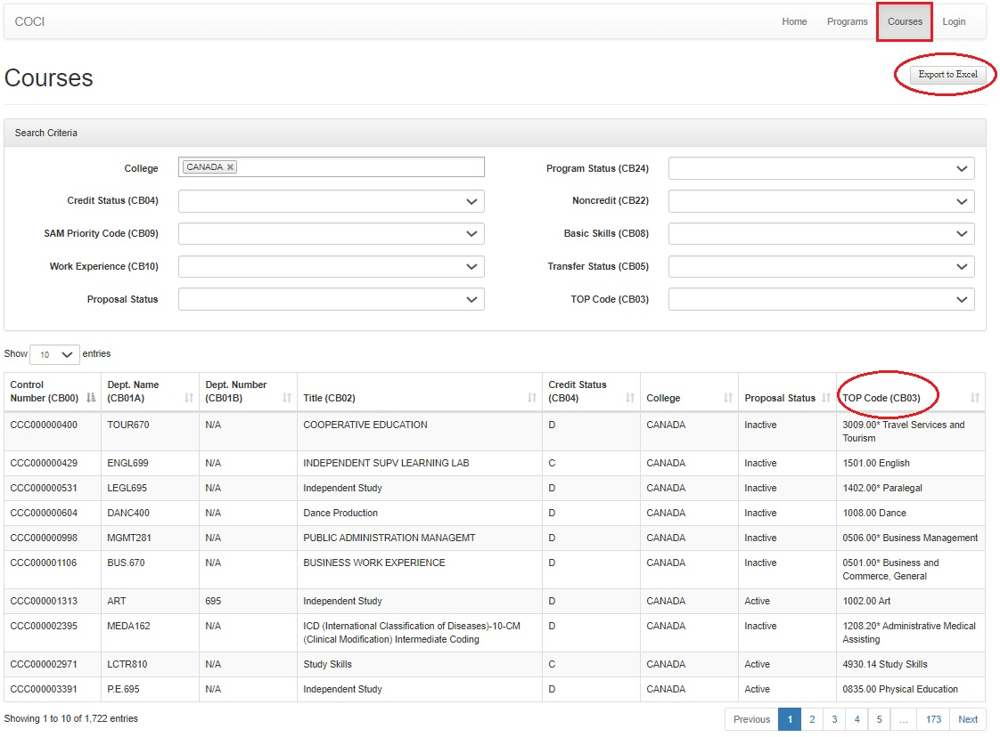 COCI Home Programs Courses Login
Courses Export to Excel
Search Criteria
College CANADA × Program Status (CB24)
Credit Status (CB04) Noncredit (CB22)
SAM Priority Code (CB09) Basic Skills (CB08)
Work Experience (CB10) Transfer Status (CB05)
Proposal Status TOP Code (CB03)
Show 10 entries
Control Number (CB00) Dept. Name (CB01A) Dept. Number (CB01B) Title (CB02) Credit Status (CB04) College Proposal Status TOP Code (CB03)
CCC000000400 TOUR670 N/A COOPERATIVE EDUCATION D CANADA Inactive 3009.00* Travel Services and
Tourism
CCC000000429 ENGL699 N/A INDEPENDENT SUPV LEARNING LAB C CANADA Inactive 1501.00 English
CCC000000531 LEGL695 N/A Independent Study D CANADA Inactive 1402.00* Paralegal
CCC000000604 DANC400 N/A Dance Production D CANADA Inactive 1008.00 Dance
CCC000000998 MGMT281 N/A PUBLIC ADMINISTRATION MANAGEMT D CANADA Inactive 0506.00* Business Management
CCC000001106 BUS.670 N/A BUSINESS WORK EXPERIENCE D CANADA Inactive 0501.00* Business and
Commerce, General
CCC000001313 ART 695 Independent Study D CANADA Active 1002.00 Art
CCC000002395 MEDA162 N/A ICD (International Classification of Diseases)-10-CM D CANADA Inactive 1208.20* Administrative Medical
(Clinical Modification) Intermediate Coding Assisting
CCC000002971 LCTR810 N/A Study Skills C CANADA Active 4930.14 Study Skills
CCC000003391 P.E.695 N/A Independent Study D CANADA Active 0835.00 Physical Education
Showing 1 to 10 of 1,722 entries Previous 1 2 3 4 5 ... 173 Next